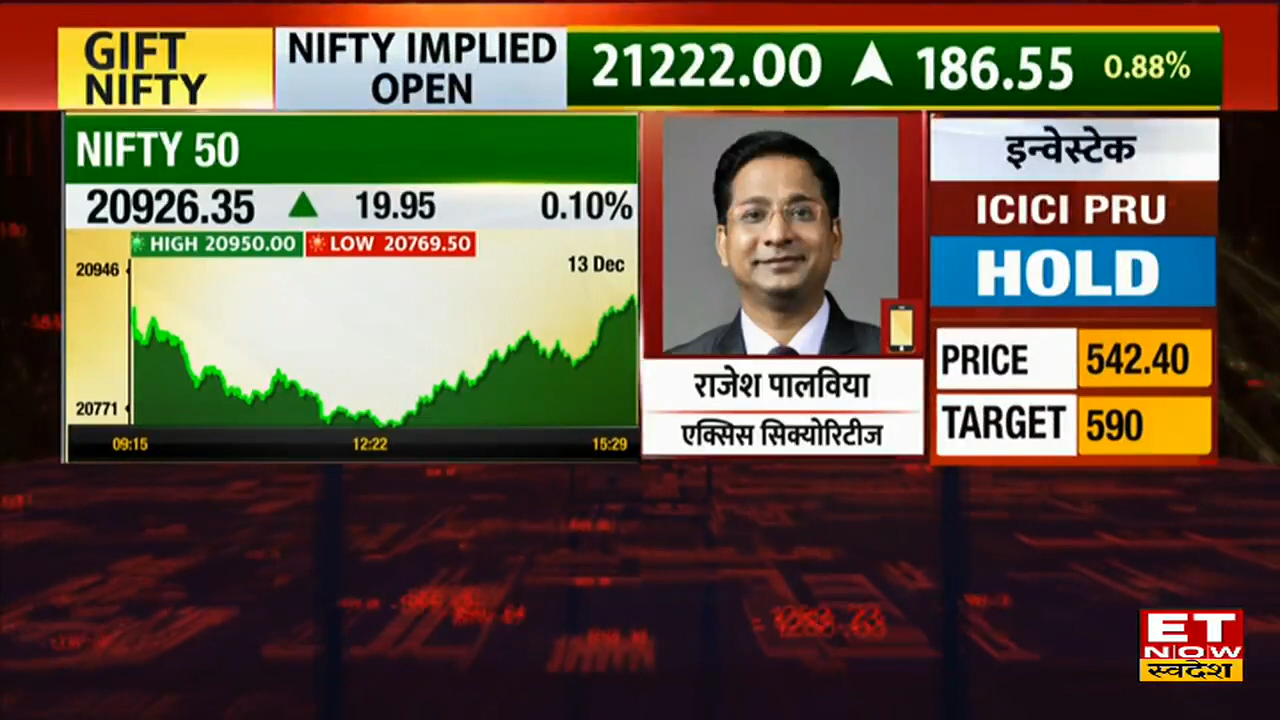 GIFT
NIFTY
NIFTY IMPLIED
OPEN
21222.00 186.55 0.88%
NIFTY 50
20926.35 19.95 0.10%
HIGH 20950.00 LOW 20769.50
13 Dec
20946
20771
09:15 12:22 15:29
राजेश पालविया
एक्सिस सिक्योरिटीज
इन्वेस्टेक
ICICI PRU
HOLD
PRICE 542.40
TARGET 590
ET
NOW
स्वदेश